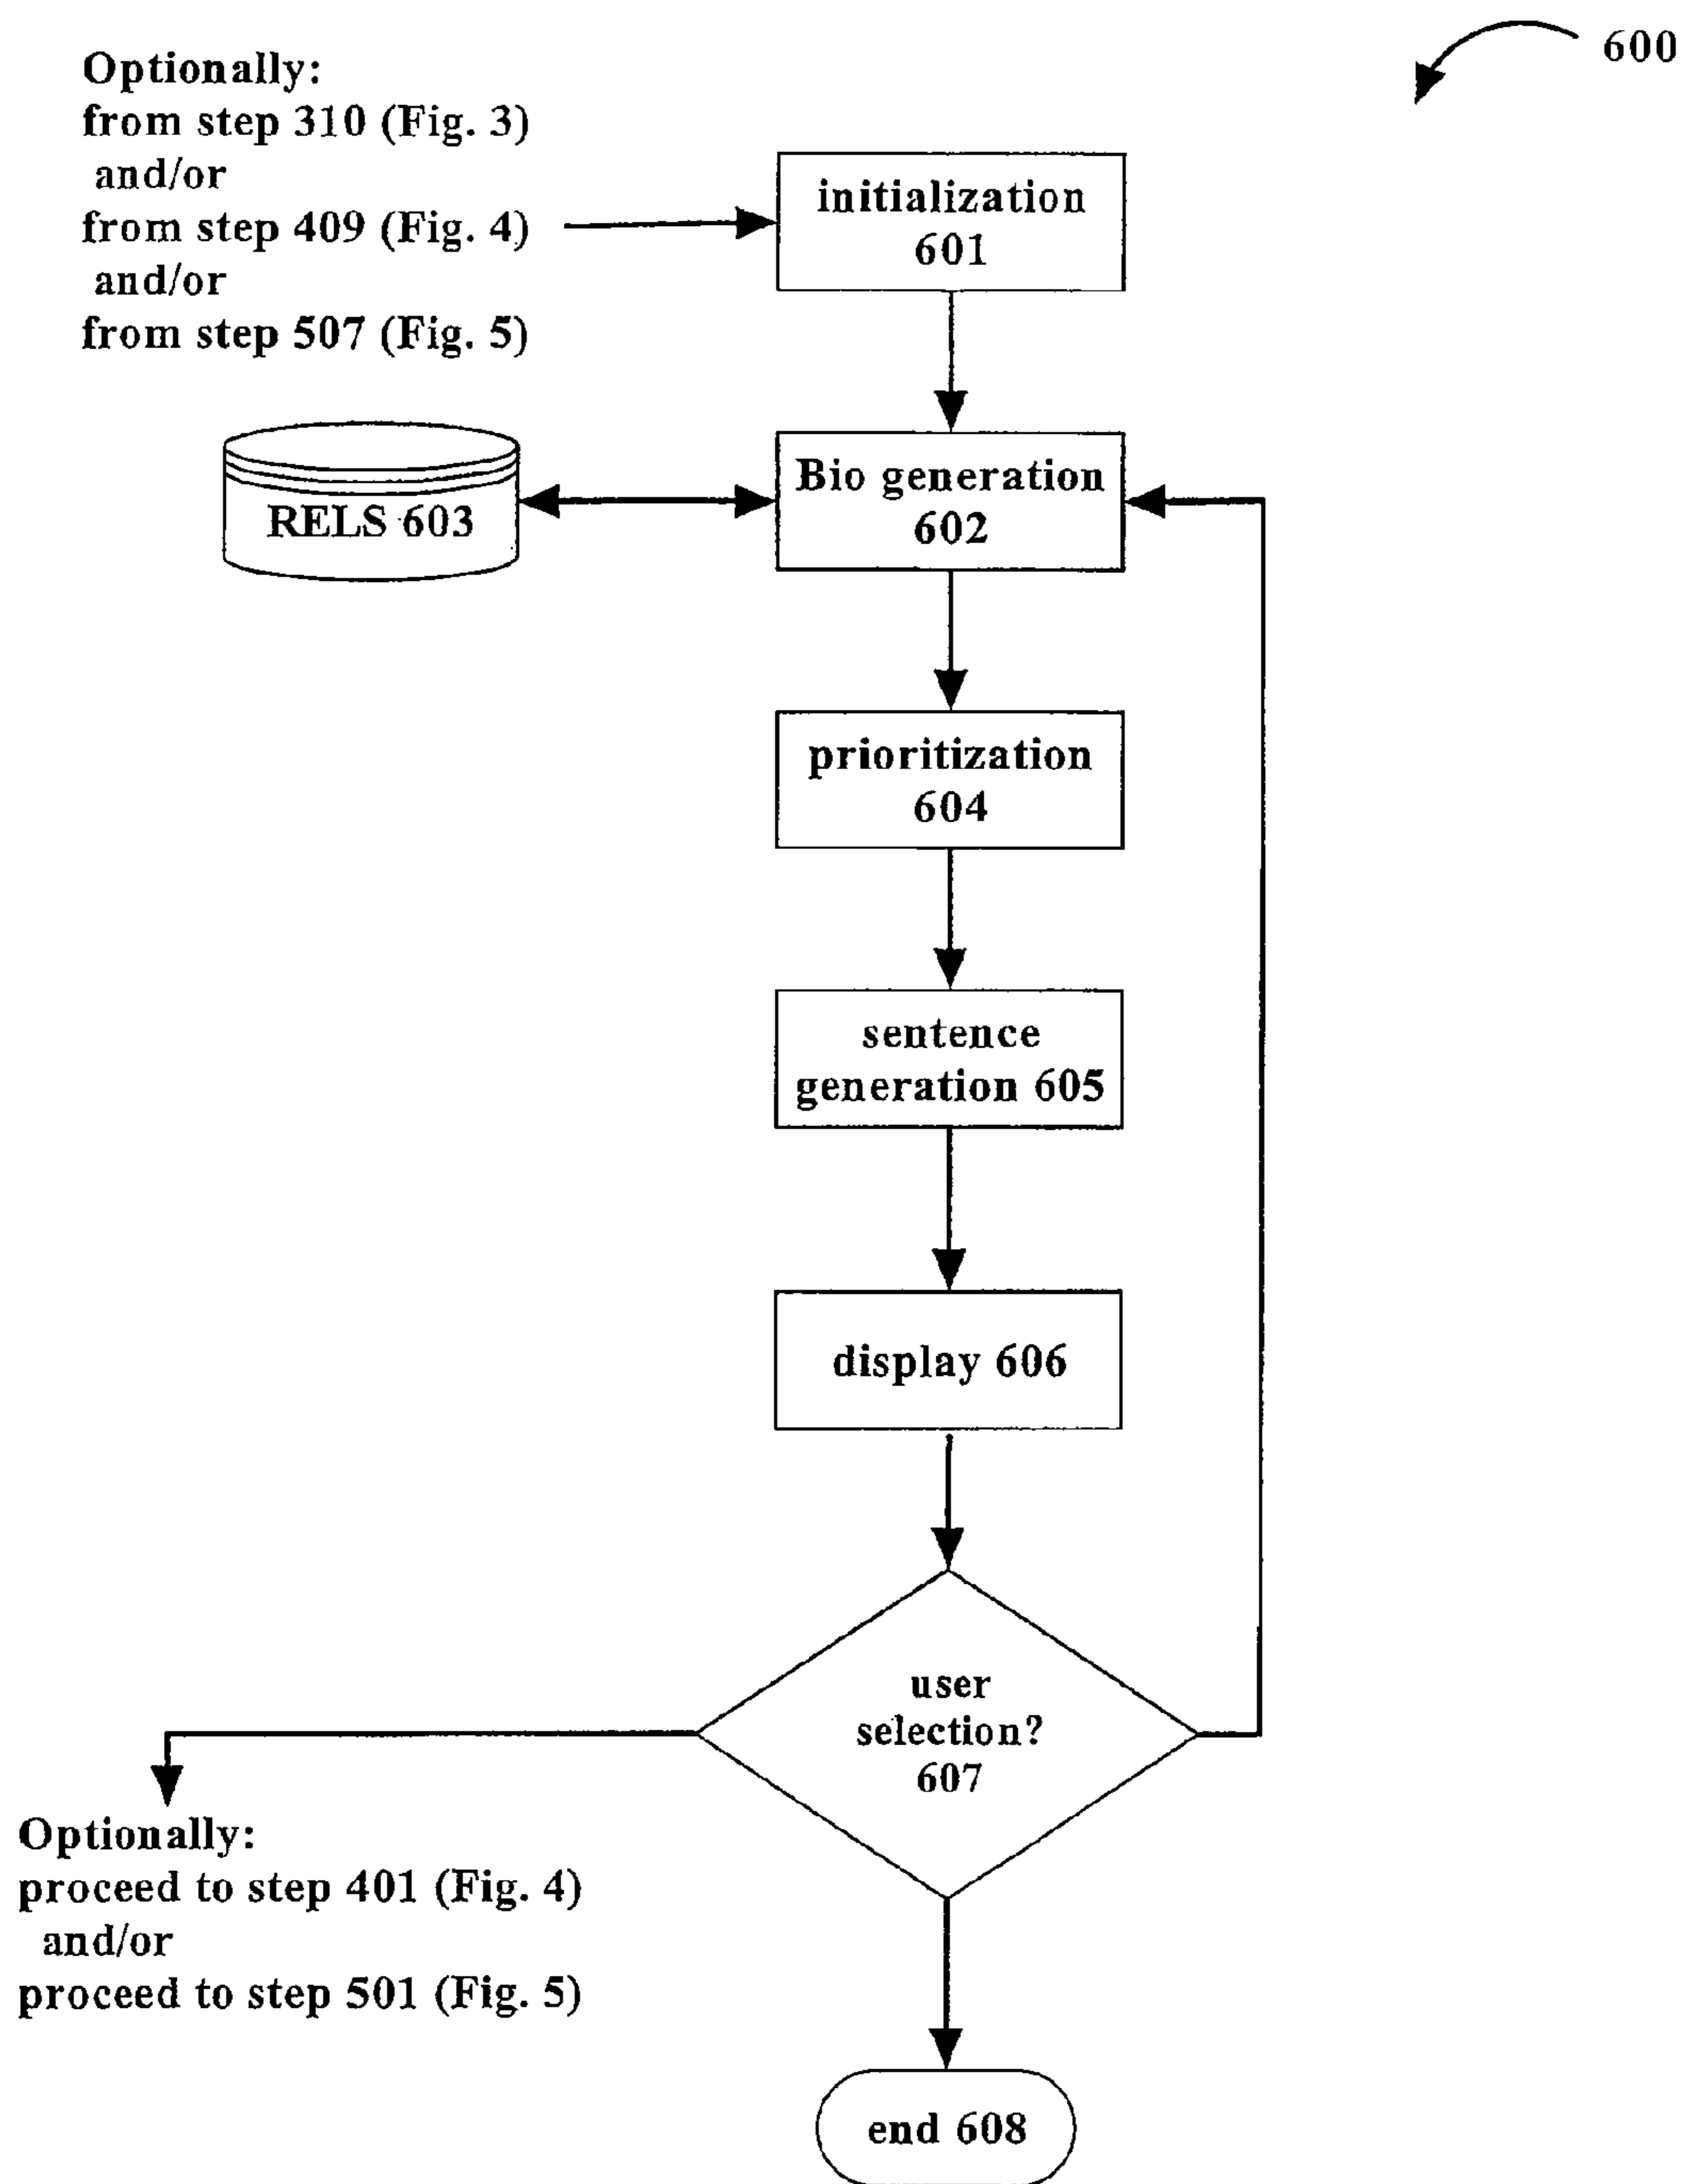 600
Optionally:
from step 310 (Fig. 3)
and/or
from step 409 (Fig. 4)
and/or
from step 507 (Fig. 5)
initialization
601
Bio generation
602
RELS 603
prioritization
604
sentence
generation 605
display 606
user
selection?
607
Optionally:
proceed to step 401 (Fig. 4)
and/or
proceed to step 501 (Fig. 5)
end 608